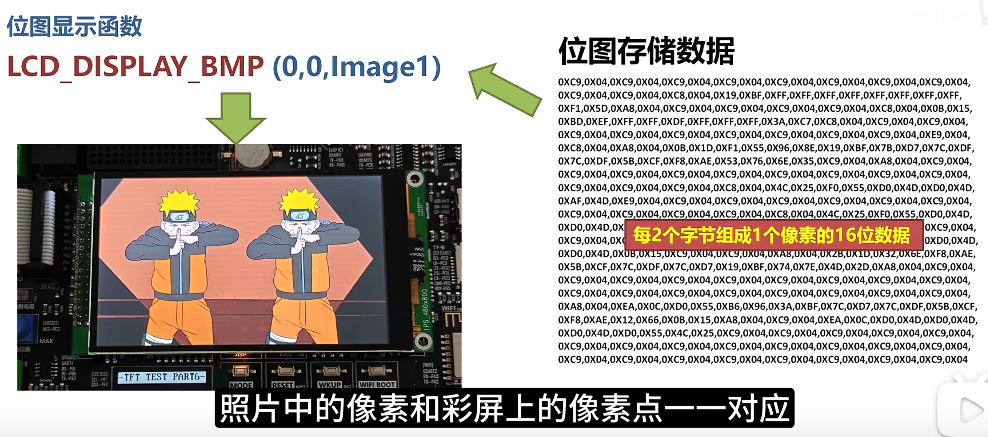 位图显示函数
LCD_DISPLAY_BMP (0,0,Image1)
位图存储数据
0XC9,0X04,0XC9,0X04,0XC9,0X04,0XC9,0X04,0XC9,0X04,0XC9,0X04,0XC9,0X04,0XC9,0X04,
0XC9,0X04,0XC9,0X04,0XC8,0X04,0X19,0XBF,0XFF,0XFF,0XFF,0XFF,0XFF,0XFF,0XFF,0XFF,
0XF1,0X5D,0XA8,0X04,0XC9,0X04,0XC9,0X04,0XC9,0X04,0XC9,0X04,0XC8,0X04,0X0B,0X15,
0XBD,0XEF,0XFF,0XFF,0XDF,0XFF,0XFF,0XFF,0X3A,0XC7,0XC8,0X04,0XC9,0X04,0XC9,0X04,
0XC9,0X04,0XC9,0X04,0XC9,0X04,0XC9,0X04,0XC9,0X04,0XC9,0X04,0XC9,0X04,0XE9,0X04,
0XC8,0X04,0XA8,0X04,0X0B,0X1D,0XF1,0X55,0X96,0X8E,0X19,0XBF,0X7B,0XD7,0X7C,0XDF,
0X7C,0XDF,0X5B,0XCF,0XF8,0XAE,0X53,0X76,0X6E,0X35,0XC9,0X04,0XA8,0X04,0XC9,0X04,
0XC9,0X04,0XC9,0X04,0XC9,0X04,0XC9,0X04,0XC9,0X04,0XC9,0X04,0XC9,0X04,0XC9,0X04,
0XC9,0X04,0XC9,0X04,0XC9,0X04,0XC8,0X04,0X4C,0X25,0XF0,0X55,0XD0,0X4D,0XD0,0X4D,
0XAF,0X4D,0XE9,0X04,0XC9,0X04,0XC9,0X04,0XC9,0X04,0XC9,0X04,0XC9,0X04,0XC9,0X04,
0XC9,0X04,0XC9,0X04,0XC9,0X04,0XC9,0X04,0XC8,0X04,0X4C,0X25,0XF0,0X55,0XD0,0X4D,
每2个字节组成1个像素的16位数据
0XD0,0X4D,0X0B,0X15,0XC9,0X04,0XC9,0X04,0XA8,0X04,0X2B,0X1D,0X32,0X6E,0XF8,0XAE,
0X5B,0XCF,0X7C,0XDF,0X7C,0XD7,0X19,0XBF,0X74,0X7E,0X4D,0X2D,0XA8,0X04,0XC9,0X04,
0XC9,0X04,0XC9,0X04,0XC9,0X04,0XC9,0X04,0XC9,0X04,0XC9,0X04,0XC9,0X04,0XC9,0X04,
0XC9,0X04,0XC9,0X04,0XC9,0X04,0XC9,0X04,0XC9,0X04,0XC9,0X04,0XC9,0X04,0XC9,0X04,
0XA8,0X04,0XEA,0X0C,0XD0,0X55,0XB6,0X96,0X3A,0XBF,0X7C,0XD7,0X7C,0XDF,0X5B,0XCF,
0XF8,0XAE,0X12,0X66,0X0B,0X15,0XA8,0X04,0XC9,0X04,0XEA,0X0C,0XD0,0X4D,0XD0,0X4D,
0XD0,0X4D,0XD0,0X55,0X4C,0X25,0XC9,0X04,0XC9,0X04,0XC9,0X04,0XC9,0X04,0XC9,0X04,
0XC9,0X04,0XC9,0X04,0XC9,0X04,0XC9,0X04,0XC9,0X04,0XC9,0X04,0XC9,0X04,0XC9,0X04,
0XC9,0X04,0XC9,0X04,0XC9,0X04,0XC9,0X04,0XC9,0X04,0XC9,0X04,0XC9,0X04,0XC9,0X04
IPS 480x800
-TFT TEST PART6-
MODE
RESET
WKUP
WIFI BOOT
MAX
JTAG
照片中的像素和彩屏上的像素点一一对应